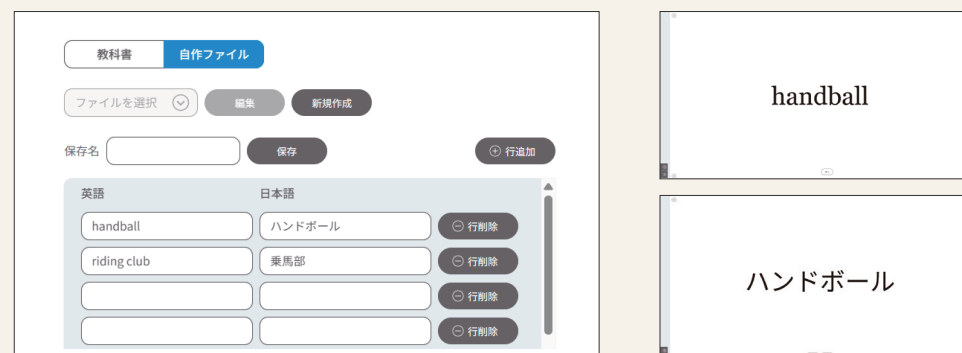 教科書 自作ファイル
ファイルを選択 編集 新規作成
保存名 保存 行追加
英語 日本語
handball ハンドボール 行削除
riding club 乗馬部 行削除
行削除
行削除
handball
ハンドボール